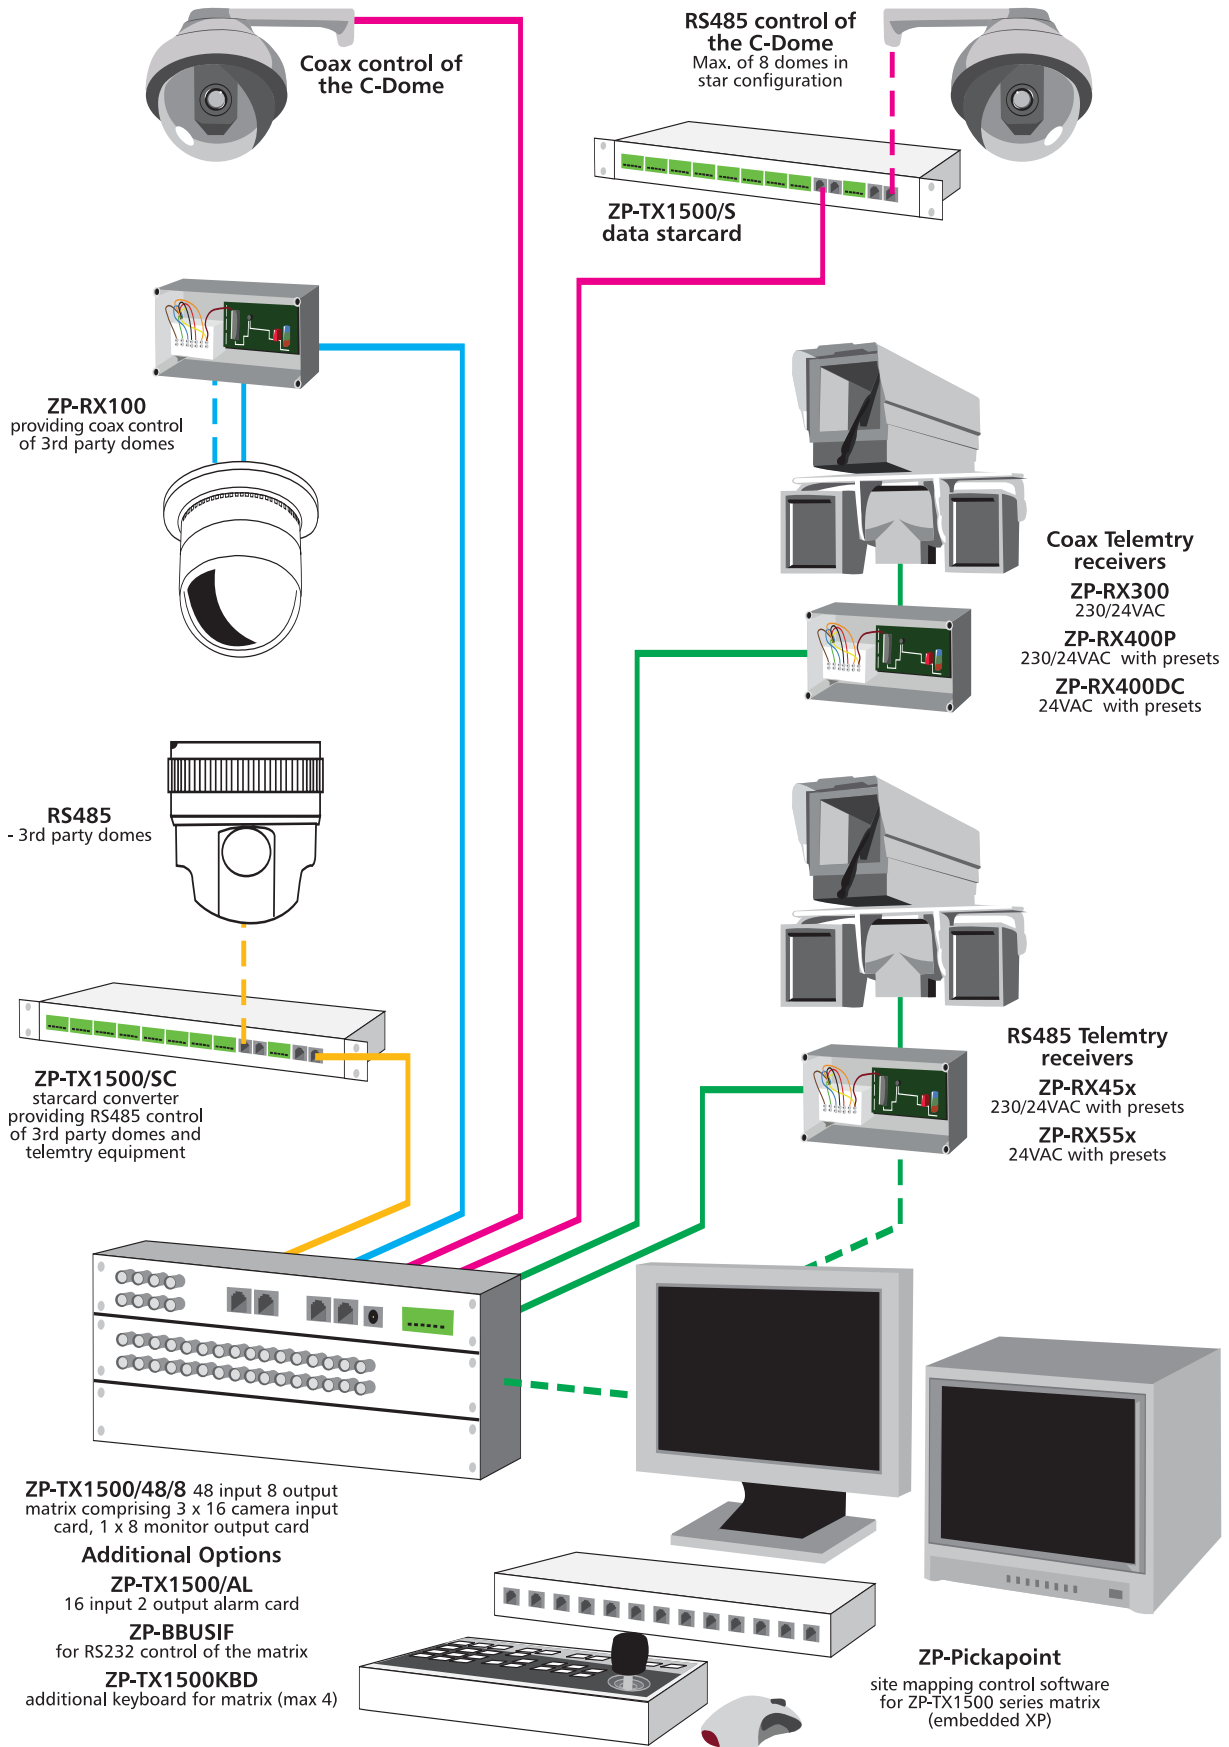 Coax control of
the C-Dome
RS485 control of
the C-Dome
Max. of 8 domes in
star configuration
ZP-TX1500/S
data starcard
ZP-RX100
providing coax control
of 3rd party domes
Coax Telemtry
receivers
ZP-RX300
230/24VAC
ZP-RX400P
230/24VAC with presets
ZP-RX400DC
24VAC with presets
RS485
- 3rd party domes
ZP-TX1500/SC
starcard converter
providing RS485 control
of 3rd party domes and
telemtry equipment
RS485 Telemtry
receivers
ZP-RX45x
230/24VAC with presets
ZP-RX55x
24VAC with presets
ZP-TX1500/48/8 48 input 8 output
matrix comprising 3 x 16 camera input
card, 1 x 8 monitor output card
Additional Options
ZP-TX1500/AL
16 input 2 output alarm card
ZP-BBUSIF
for RS232 control of the matrix
ZP-TX1500KBD
additional keyboard for matrix (max 4)
ZP-Pickapoint
site mapping control software
for ZP-TX1500 series matrix
(embedded XP)